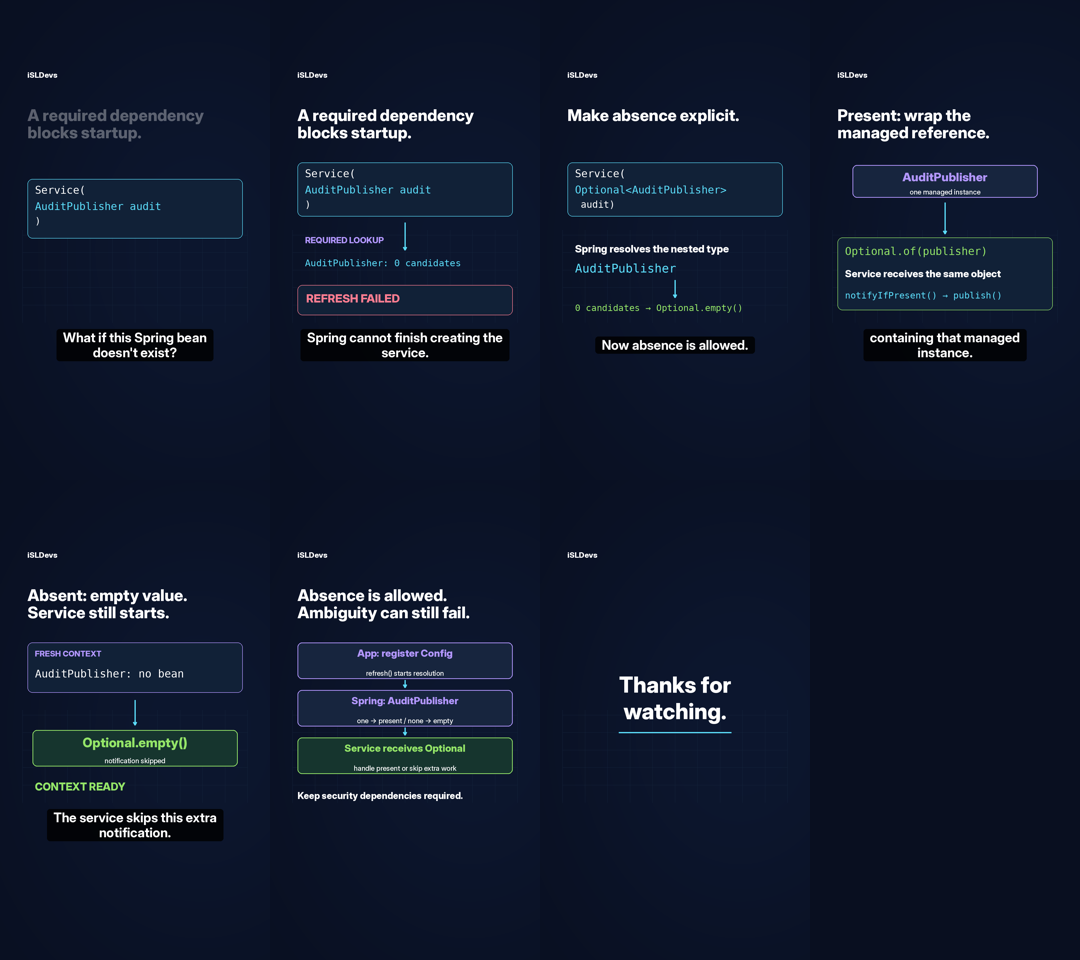 iSLDevs
A required dependency
blocks startup.
Service(
AuditPublisher audit
)
What if this Spring bean
doesn't exist?
iSLDevs
A required dependency
blocks startup.
Service(
AuditPublisher audit
)
REQUIRED LOOKUP
AuditPublisher: 0 candidates
REFRESH FAILED
Spring cannot finish creating the
service.
iSLDevs
Make absence explicit.
Service(
Optional<AuditPublisher>
audit)
Spring resolves the nested type
AuditPublisher
0 candidates → Optional.empty()
Now absence is allowed.
iSLDevs
Present: wrap the
managed reference.
AuditPublisher
one managed instance
Optional.of(publisher)
Service receives the same object
notifyIfPresent() → publish()
containing that managed
instance.
iSLDevs
Absent: empty value.
Service still starts.
FRESH CONTEXT
AuditPublisher: no bean
Optional.empty()
notification skipped
CONTEXT READY
The service skips this extra
notification.
iSLDevs
Absence is allowed.
Ambiguity can still fail.
App: register Config
refresh() starts resolution
Spring: AuditPublisher
one → present / none → empty
Service receives Optional
handle present or skip extra work
Keep security dependencies required.
iSLDevs
Thanks for
watching.